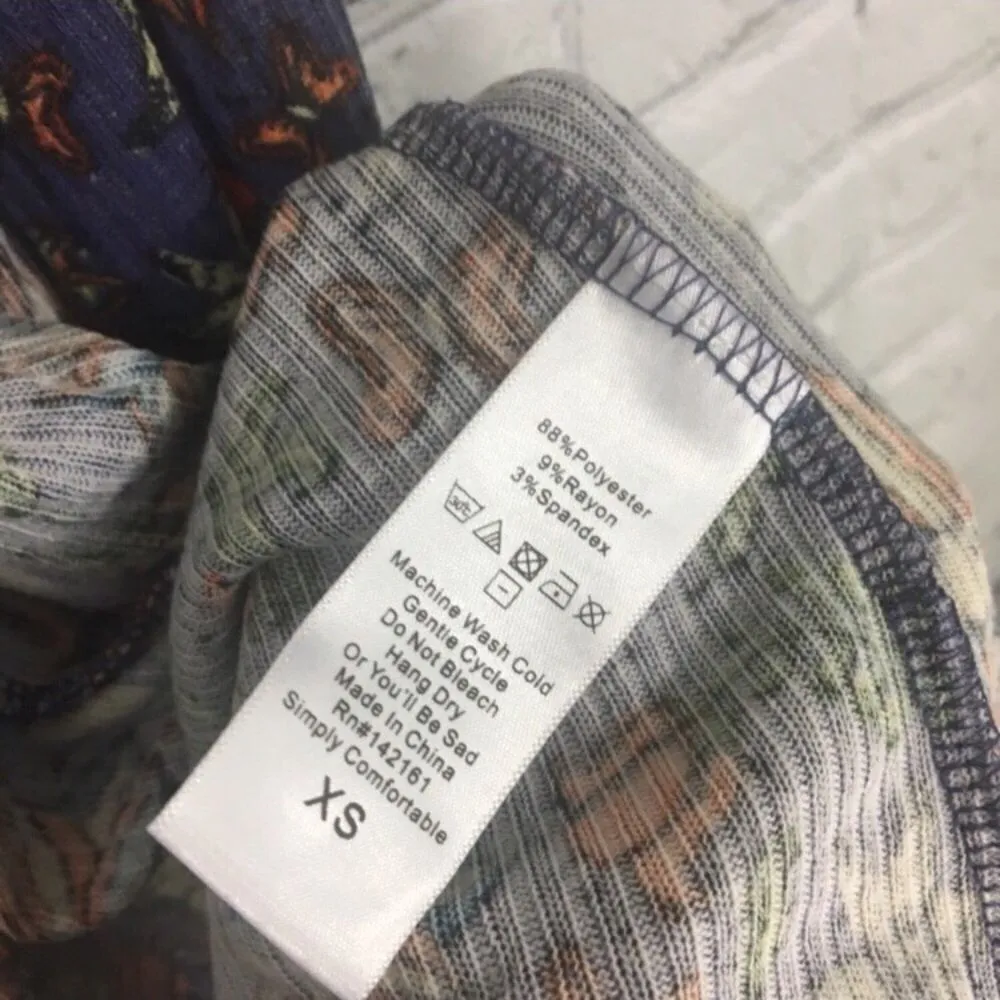 88%Polyester
9%Rayon
3%Spandex
Machine Wash Cold
Gentle Cycle
Do Not Bleach
Hang Dry
Or You'll Be Sad
Made In China
Rn#142161
Simply Comfortable
XS